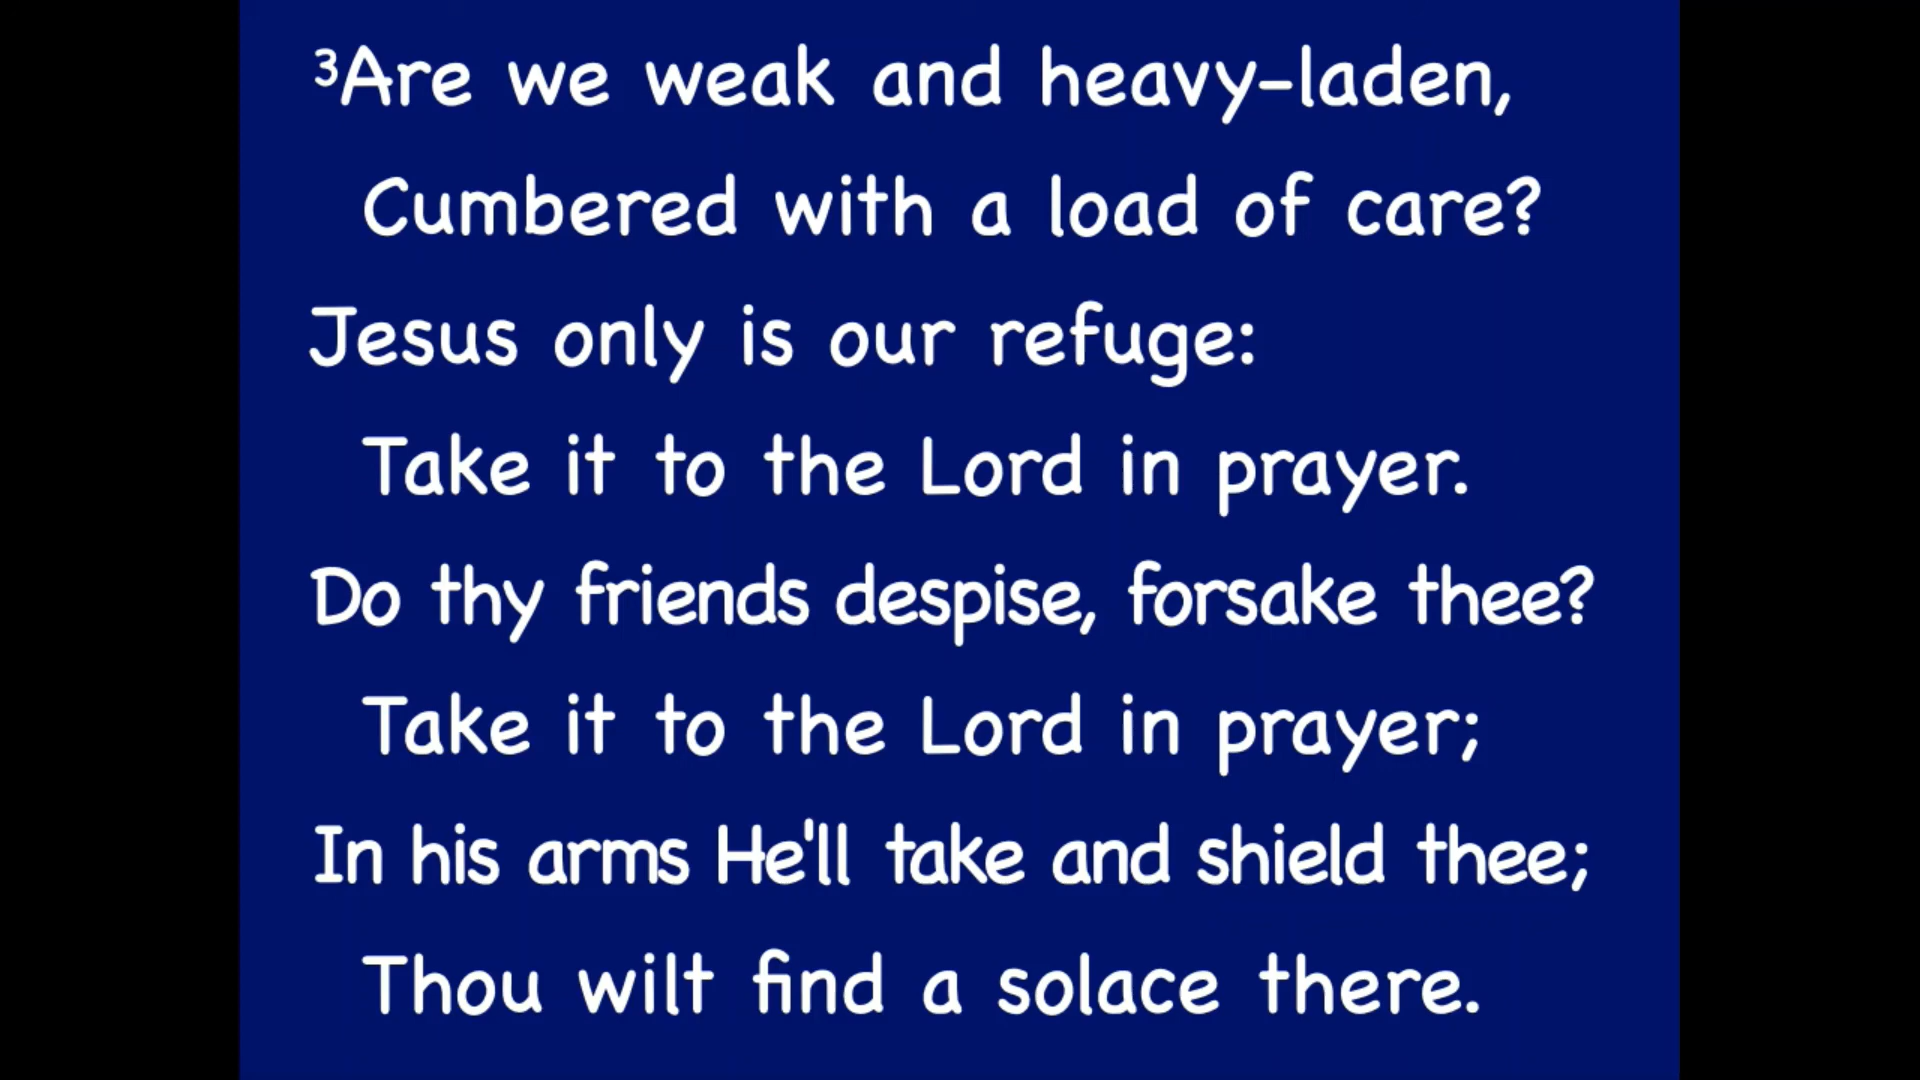 ³Are we weak and heavy-laden,
Cumbered with a load of care?
Jesus only is our refuge:
Take it to the Lord in prayer.
Do thy friends despise, forsake thee?
Take it to the Lord in prayer;
In his arms He'll take and shield thee;
Thou wilt find a solace there.